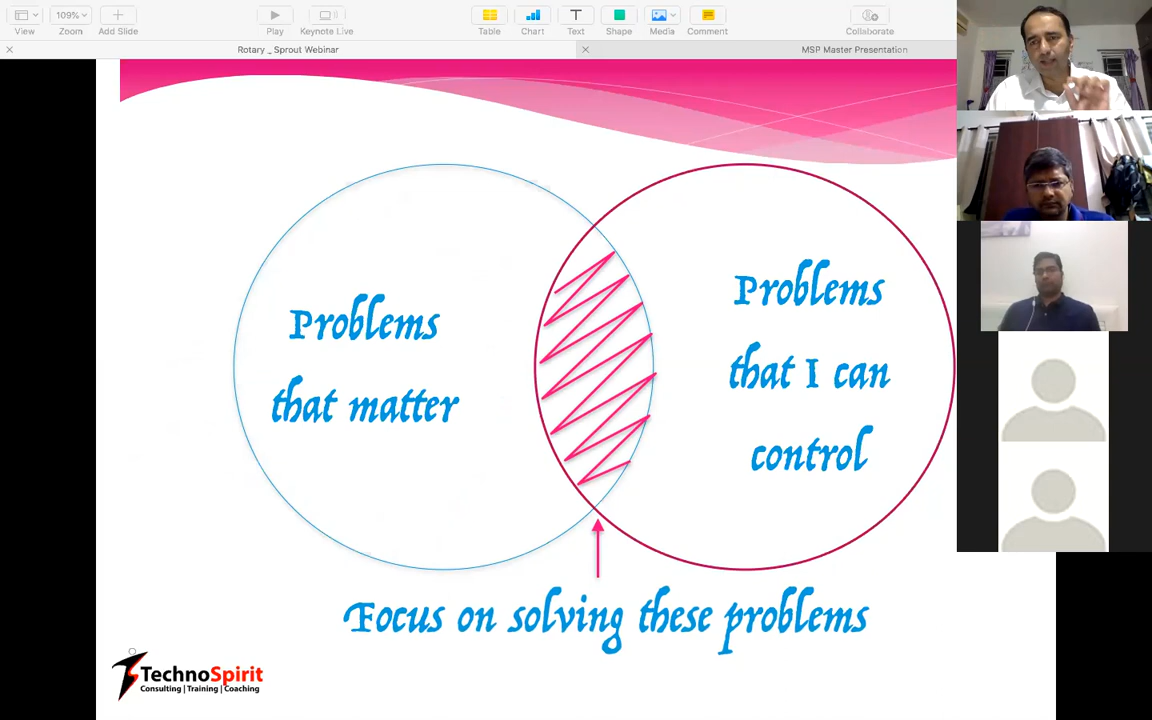 109%
View
Zoom
Add Slide
Play
Keynote Live
Table
Chart
Text
Shape
Media
Comment
Collaborate
Rotary _ Sprout Webinar
MSP Master Presentation
Problems
that matter
Problems
that I can
control
Focus on solving these problems
TechnoSpirit
Consulting | Training | Coaching